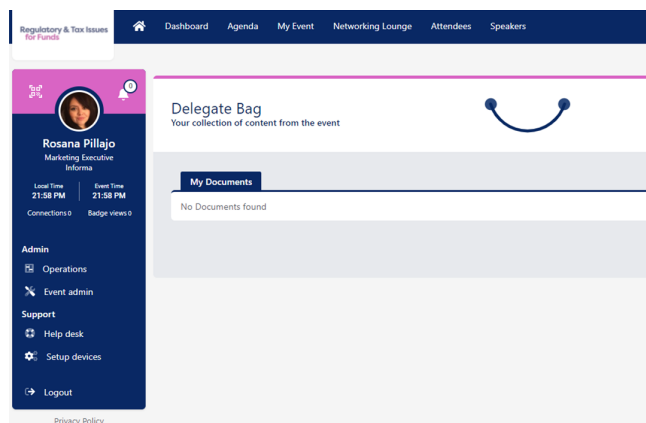 Regulatory & Tax Issues
for Funds
Dashboard
Agenda
My Event
Networking Lounge
Attendees
Speakers
0
Rosana Pillajo
Marketing Executive
Informa
Local Time
21:58 PM
Event Time
21:58 PM
Connections 0
Badge views 0
Admin
Operations
Event admin
Support
Help desk
Setup devices
Logout
Privacy Policy
Delegate Bag
Your collection of content from the event
My Documents
No Documents found